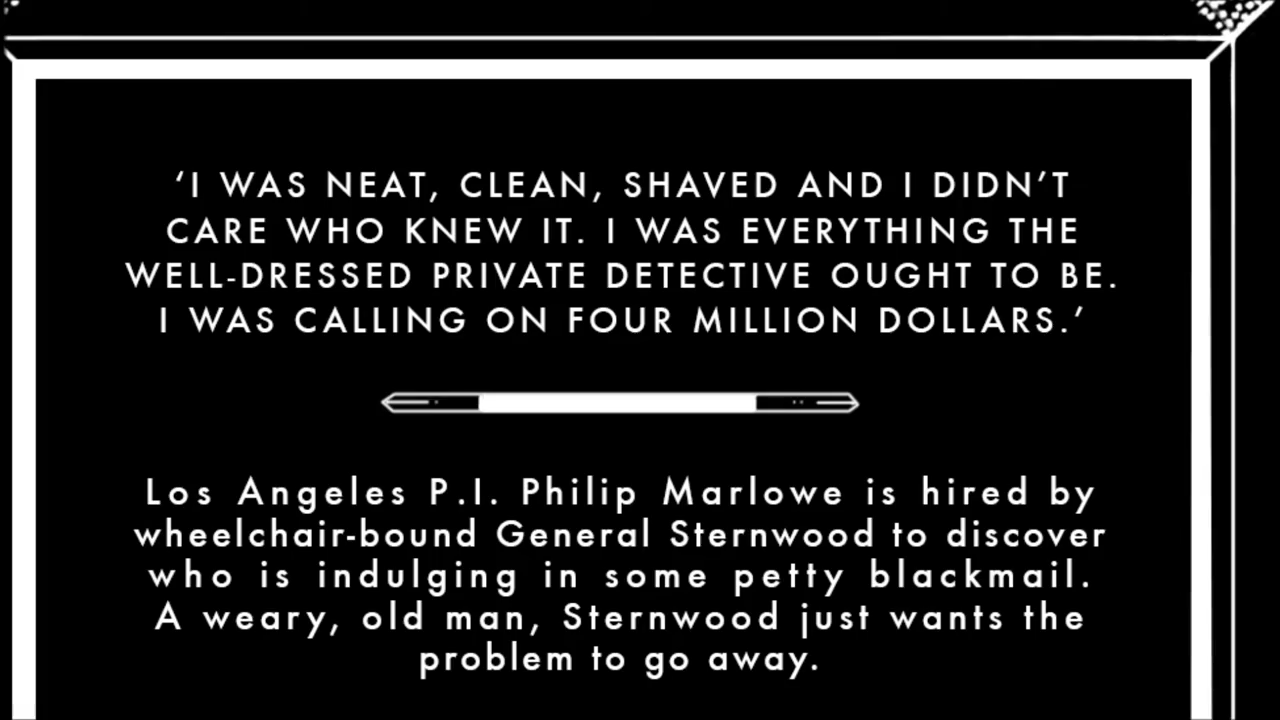 ‘I WAS NEAT, CLEAN, SHAVED AND I DIDN’T
CARE WHO KNEW IT. I WAS EVERYTHING THE
WELL-DRESSED PRIVATE DETECTIVE OUGHT TO BE.
I WAS CALLING ON FOUR MILLION DOLLARS.’
Los Angeles P.I. Philip Marlowe is hired by
wheelchair-bound General Sternwood to discover
who is indulging in some petty blackmail.
A weary, old man, Sternwood just wants the
problem to go away.